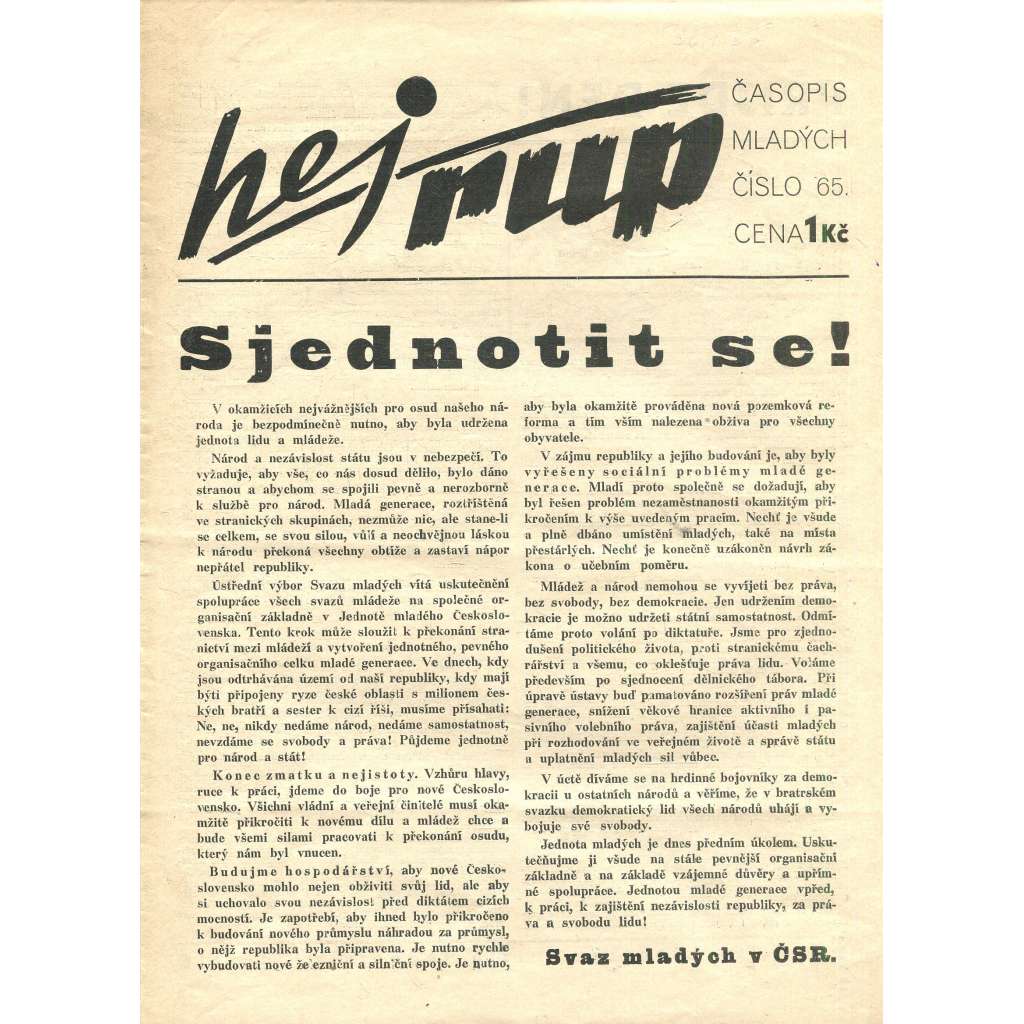 hej rup
ČASOPIS
MLADÝCH
ČÍSLO 65.
CENA 1 Kč
Sjednotit se!
V okamžicích nejvážnějších pro osud našeho ná-
roda je bezpodmínečně nutno, aby byla udržena
jednota lidu a mládeže.
Národ a nezávislost státu jsou v nebezpečí. To
vyžaduje, aby vše, co nás dosud dělilo, bylo dáno
stranou a abychom se spojili pevně a nerozborně
k službě pro národ. Mladá generace, roztříštěná
ve stranických skupinách, nezmůže nic, ale stane-li
se celkem, se svou silou, vůlí a neochvějnou láskou
k národu překoná všechny obtíže a zastaví nápor
nepřátel republiky.
Ústřední výbor Svazu mladých vítá uskutečnění
spolupráce všech svazů mládeže na společné or-
ganisační základně v Jednotě mladého Českoslo-
venska. Tento krok může sloužit k překonání stra-
nictví mezi mládeží a vytvoření jednotného, pevného
organisačního celku mladé generace. Ve dnech, kdy
jsou odtrhávána území od naší republiky, kdy mají
býti připojeny ryze české oblasti s milionem čes-
kých bratří a sester k cizí říši, musíme přísahati:
Ne, ne, nikdy nedáme národ, nedáme samostatnost,
nevzdáme se svobody a práva! Půjdeme jednotně
pro národ a stát!
Konec zmatku a nejistoty. Vzhůru hlavy,
ruce k práci, jdeme do boje pro nové Českoslo-
vensko. Všichni vládní a veřejní činitelé musí oka-
mžitě přikročiti k novému dílu a mládež chce a
bude všemi silami pracovati k překonání osudu,
který nám byl vnucen.
Budujme hospodářství, aby nové Česko-
slovensko mohlo nejen obživiti svůj lid, ale aby
si uchovalo svou nezávislost před diktátem cizích
mocností. Je zapotřebí, aby ihned bylo přikročeno
k budování nového průmyslu náhradou za průmysl,
o nějž republika byla připravena. Je nutno rychle
vybudovati nové že ezniční a silniční spoje. Je nutno,
aby byla okamžitě prováděna nová pozemková re-
forma a tím vším nalezena obživa pro všechny
obyvatele.
V zájmu republiky a jejího budování je, aby byly
vyřešeny sociální problémy mladé ge-
nerace. Mladí proto společně se dožadují, aby
byl řešen problém nezaměstnanosti okamžitým při-
kročením k výše uvedeným pracím. Nechť je všude
a plně dbáno umístění mladých, také na místa
přestárlých. Nechť je konečně uzákoněn návrh zá-
kona o učebním poměru.
Mládež a národ nemohou se vyvíjeti bez práva,
bez svobody, bez demokracie. Jen udržením demo-
kracie je možno udržeti státní samostatnost. Odmí-
táme proto volání po diktatuře. Jsme pro zjedno-
dušení politického života, proti stranickému čach-
rářství a všemu, co oklešťuje práva lidu. Voláme
především po sjednocení dělnického tábora. Při
úpravě ústavy buď pamatováno rozšíření práv mladé
generace, snížení věkové hranice aktivního i pa-
sivního volebního práva, zajištění účasti mladých
při rozhodování ve veřejném životě a správě státu
a uplatnění mladých sil vůbec.
V úctě díváme se na hrdinné bojovníky za demo-
kracii u ostatních národů a věříme, že v bratrském
svazku demokratický lid všech národů uhájí a vy-
bojuje své svobody.
Jednota mladých je dnes předním úkolem. Usku-
tečňujme ji všude na stále pevnější organisační
základně a na základě vzájemné důvěry a upřím-
né spolupráce. Jednotou mladé generace vpřed,
k práci, k zajištění nezávislosti republiky, za prá-
va a svobodu lidu!
Svaz mladých v ČSR.